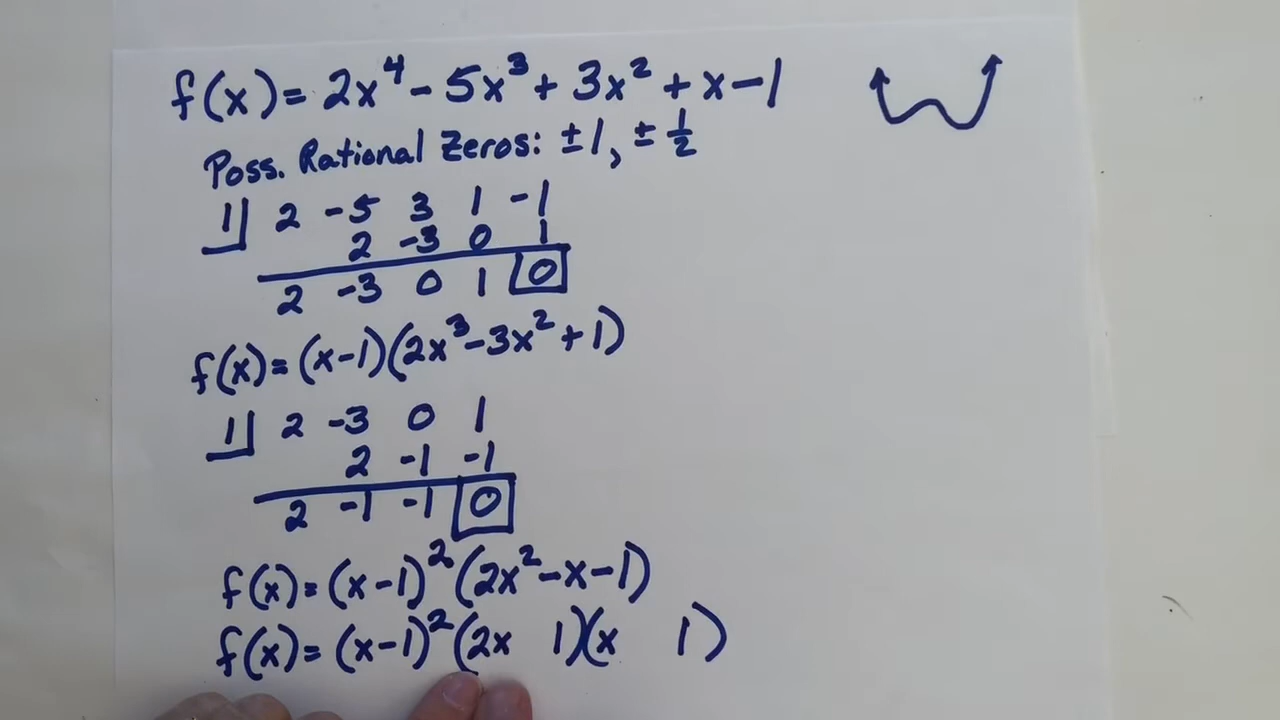 f(x) = 2x⁴ - 5x³ + 3x² + x - 1
Poss. Rational Zeros: ±1, ± 1/2
1 2 -5 3 1 -1
2 -3 0 1
2 -3 0 1 0
f(x) = (x-1)(2x³-3x²+1)
1 2 -3 0 1
2 -1 -1
2 -1 -1 0
f(x) = (x-1)²(2x²-x-1)
f(x) = (x-1)²(2x 1)(x 1)